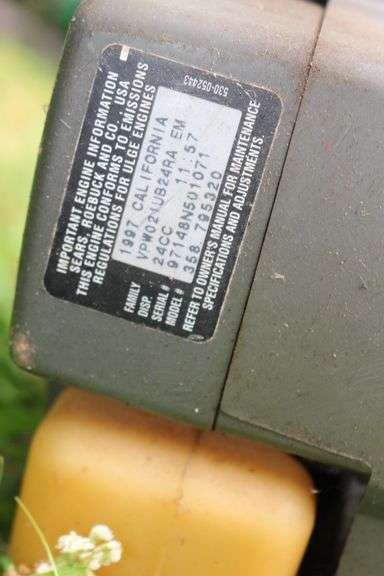 IMPORTANT ENGINE INFORMATION
SEARS, ROEBUCK AND CO., USA
THIS ENGINE CONFORMS TO EMISSIONS
REGULATIONS FOR ULGE ENGINES
1997 CALIFORNIA
FAMILY VPW024UB24RA EM
DISP. 24CC 11:57
SERIAL# 97148N501071
MODEL # 358.795320
REFER TO OWNER'S MANUAL FOR MAINTENANCE
SPECIFICATIONS AND ADJUSTMENTS.
530-052443